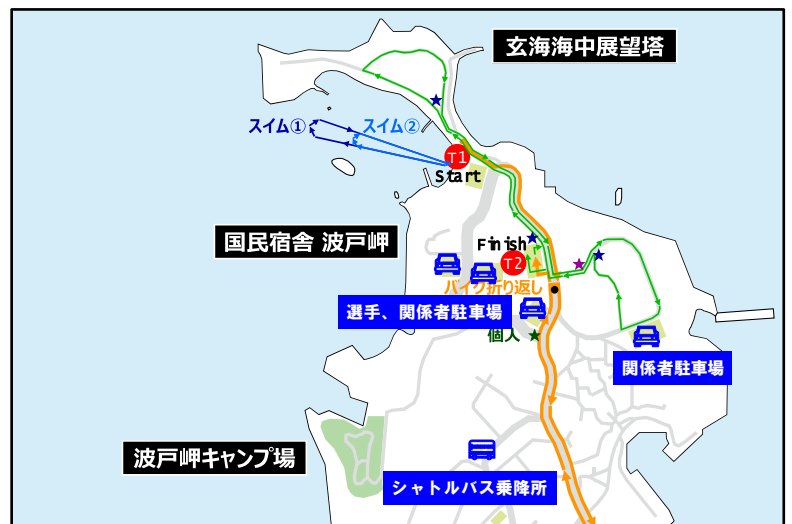 玄海海中展望塔
スイム①
スイム②
T1
Start
国民宿舎 波戸岬
Finish
T2
バイク折り返し
選手、関係者駐車場
個人
関係者駐車場
波戸岬キャンプ場
シャトルバス乗降所